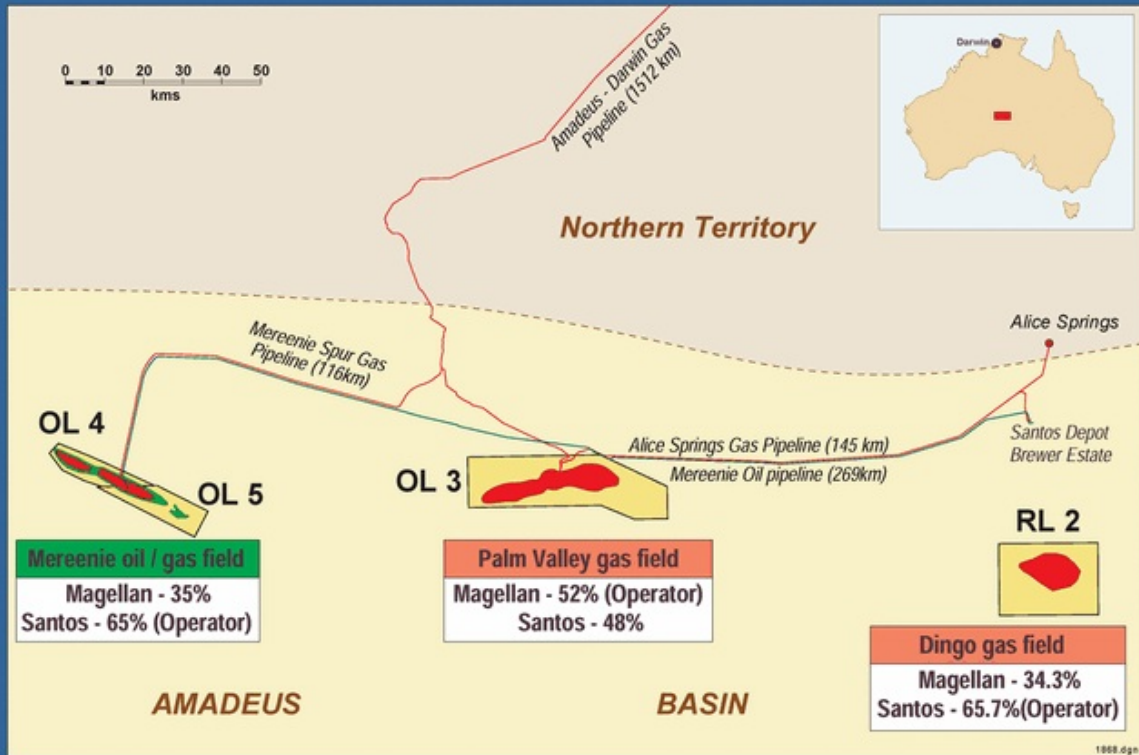 0 10 20 30 40 50
kms
Amadeus - Darwin Gas
Pipeline (1512 km)
Darwin
Northern Territory
Alice Springs
Mereenie Spur Gas
Pipeline (116km)
OL 4
OL 5
OL 3
Alice Springs Gas Pipeline (145 km)
Mereenie Oil pipeline (269km)
Santos Depot
Brewer Estate
RL 2
Mereenie oil / gas field
Magellan - 35%
Santos - 65% (Operator)
Palm Valley gas field
Magellan - 52% (Operator)
Santos - 48%
Dingo gas field
Magellan - 34.3%
Santos - 65.7%(Operator)
AMADEUS
BASIN
1868.dgn